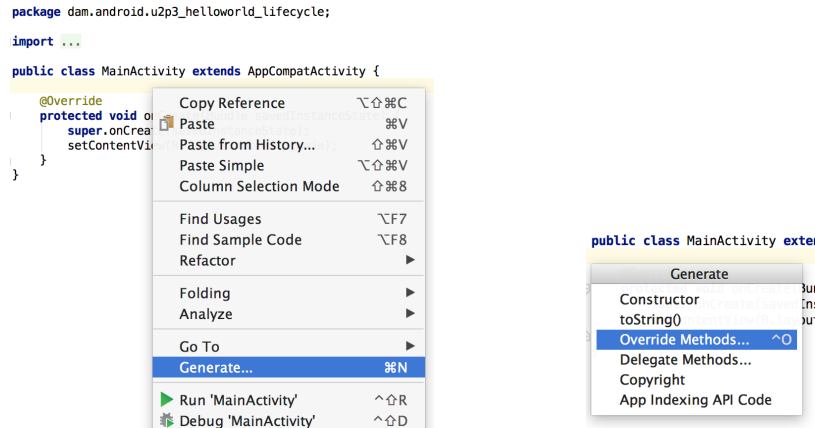 package dam.android.u2p3_helloworld_lifecycle;
import ...
public class MainActivity extends AppCompatActivity {
@Override
protected void
super.onCreat
setContentVi
}
}
Copy Reference ⌥⇧⌘C
Paste ⌘V
Paste from History... ⇧⌘V
Paste Simple ⌥⇧⌘V
Column Selection Mode ⇧⌘8
Find Usages ⌥F7
Find Sample Code ⌥F8
Refactor ▶
Folding ▶
Analyze ▶
Go To ▶
Generate... ⌘N
Run 'MainActivity' ^⇧R
Debug 'MainActivity' ^⇧D
public class MainActivity exte
Generate
Constructor
toString()
Override Methods... ^O
Delegate Methods...
Copyright
App Indexing API Code